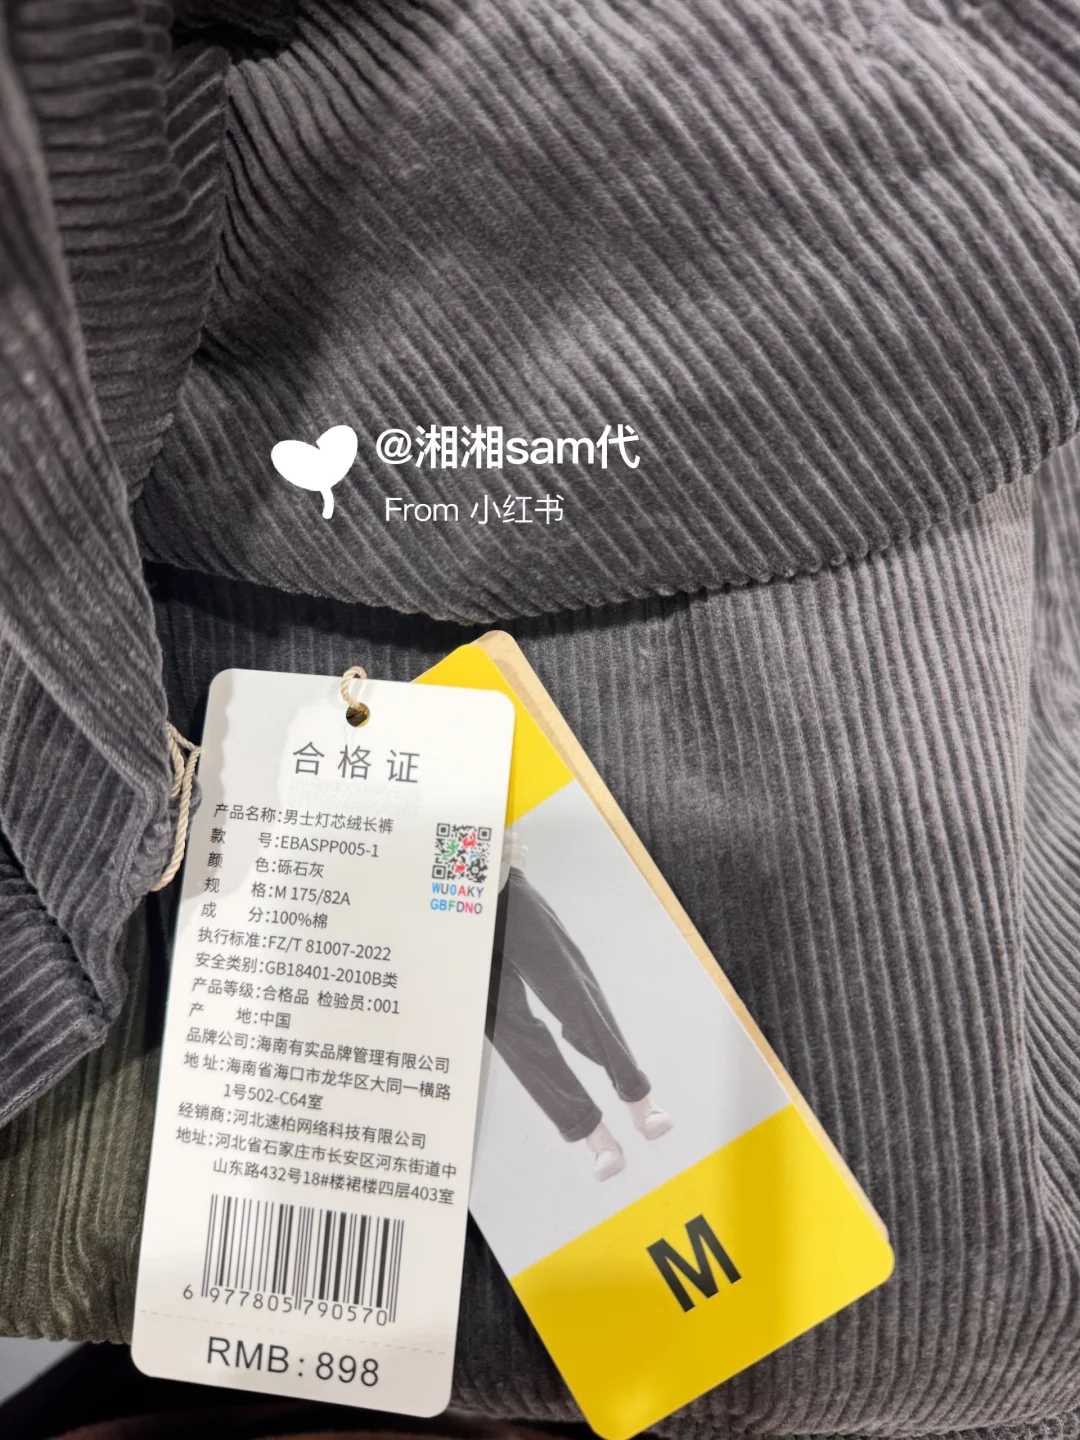 @湘湘sam代
From 小红书
合格证
产品名称:男士灯芯绒长裤
款 号:EBASPP005-1
颜 色:砾石灰
规 格:M 175/82A
成 分:100%棉
执行标准:FZ/T 81007-2022
安全类别:GB18401-2010B类
产品等级:合格品 检验员:001
产 地:中国
品牌公司:海南有实品牌管理有限公司
地 址:海南省海口市龙华区大同一横路
1号502-C64室
经销商:河北速柏网络科技有限公司
地址:河北省石家庄市长安区河东街道中
山东路432号18#楼裙楼四层403室
WU0AKY
GBFDNO
6 977805 790570
RMB:898
M